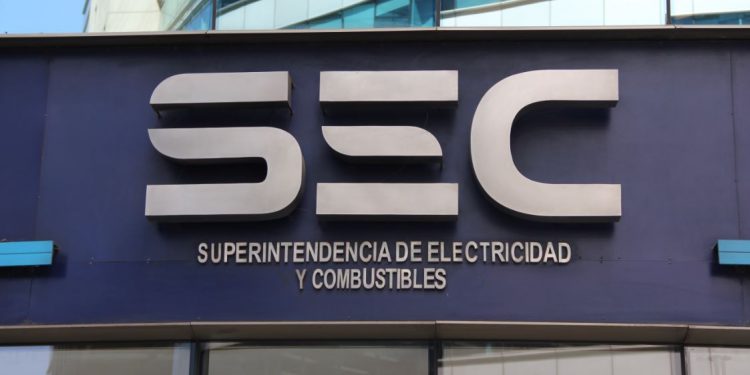 SEC
SUPERINTENDENCIA DE ELECTRICIDAD
Y COMBUSTIBLES